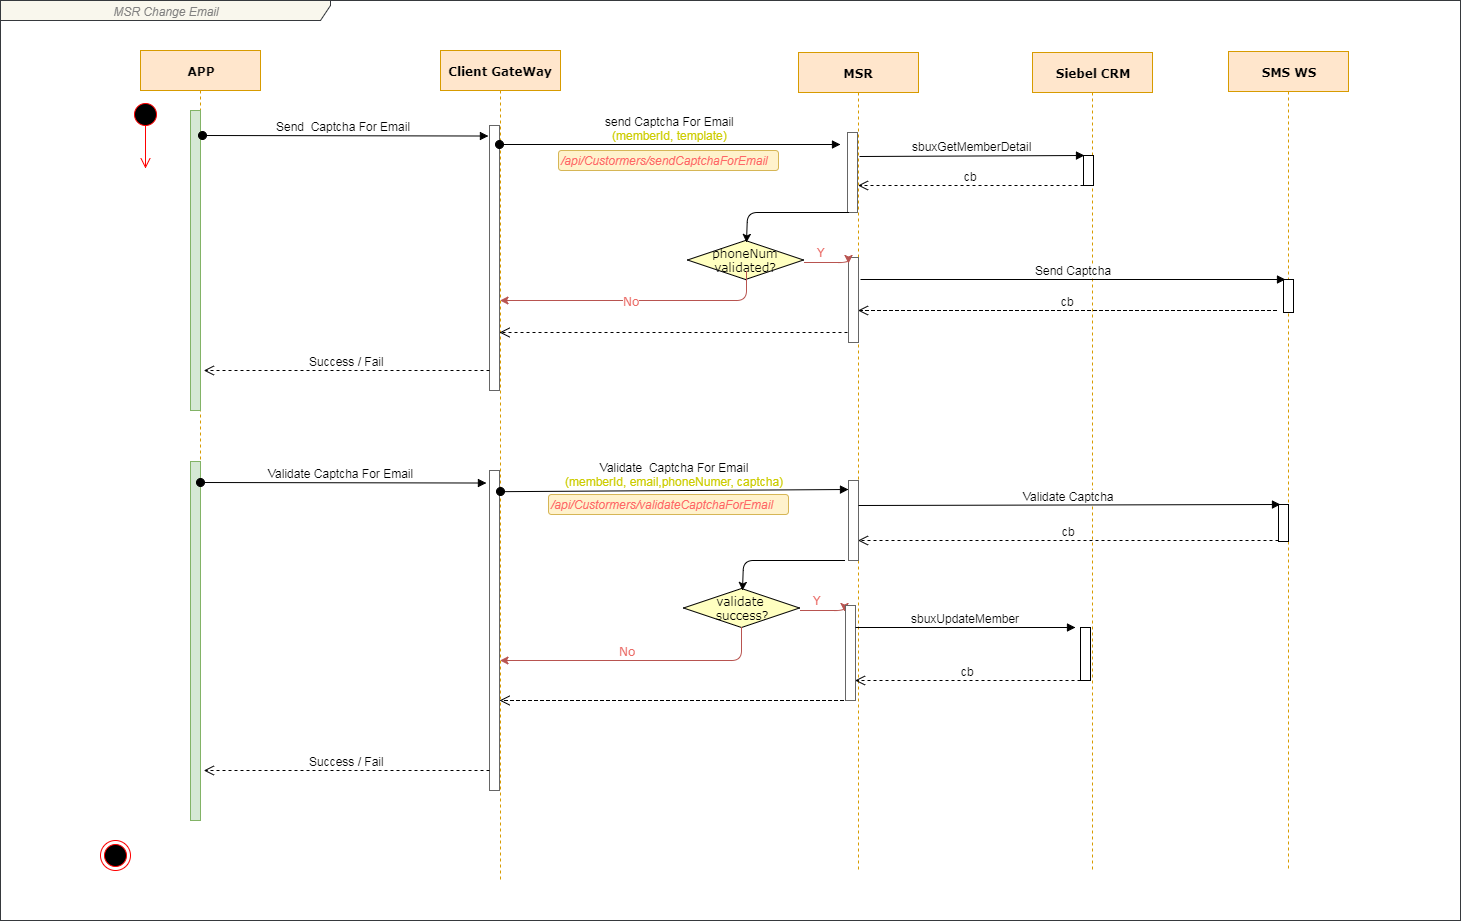 MSR Change Email
APP
Client GateWay
MSR
Siebel CRM
SMS WS
Send  Captcha For Email
send Captcha For Email
(memberId, template)
/api/Custormers/sendCaptchaForEmail
sbuxGetMemberDetail
cb
phoneNum
validated?
Y
No
Send Captcha
cb
Success / Fail
Validate Captcha For Email
Validate  Captcha For Email
(memberId, email,phoneNumer, captcha)
/api/Custormers/validateCaptchaForEmail
Validate Captcha
cb
validate
success?
Y
No
sbuxUpdateMember
cb
Success / Fail